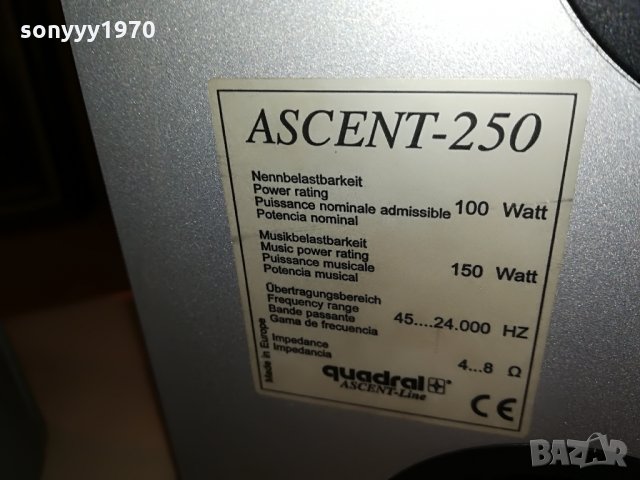 sonyyy1970
ASCENT-250
Nennbelastbarkeit
Power rating
Puissance nominale admissible 100 Watt
Potencia nominal
Musikbelastbarkeit
Music power rating
Puissance musicale 150 Watt
Potencia musical
Übertragungsbereich
Frequency range
Bande passante 45....24.000 HZ
Gama de frecuencia
Impedance
Impedancia 4...8 Ω
Made in Europe
quadral
ASCENT-Line
CE
BAZAR